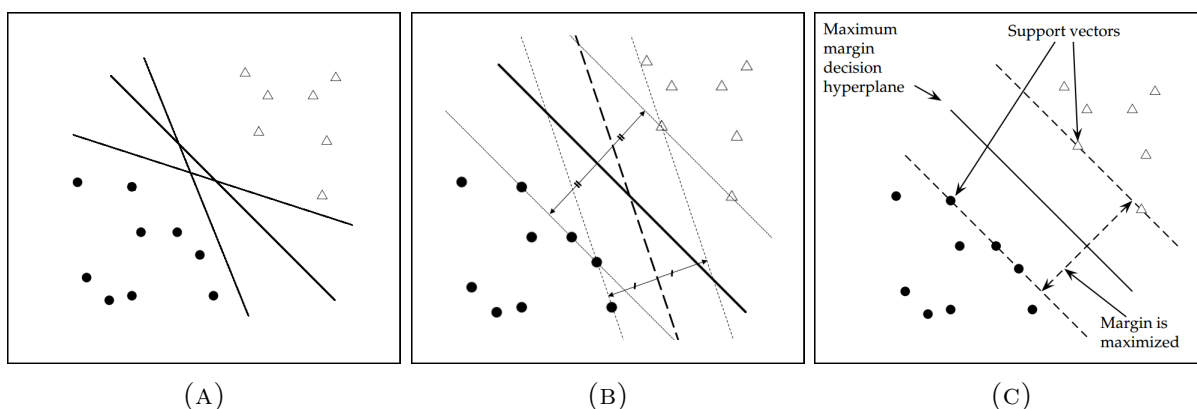 Maximum
margin
decision
hyperplane
Support vectors
Margin is
maximized
(A)
(B)
(C)